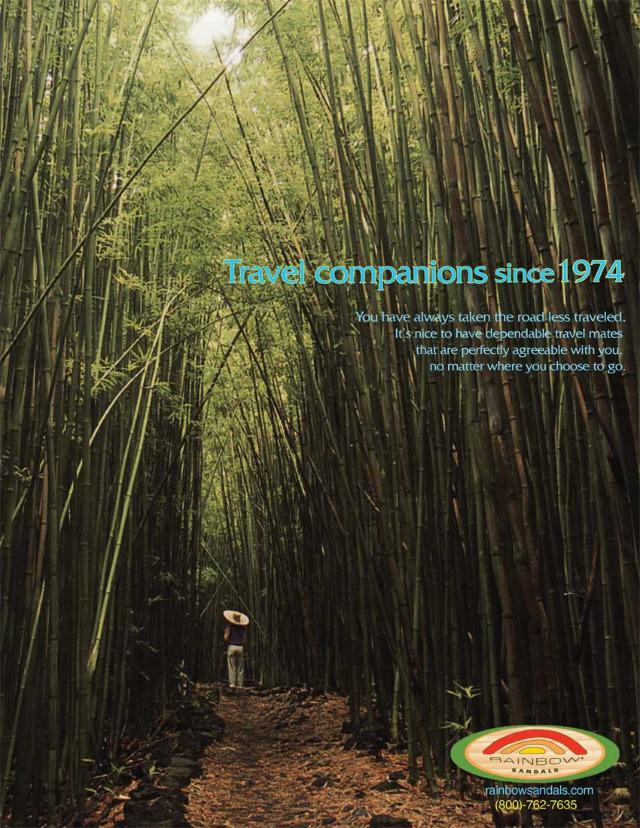 Travel companions since 1974
You have always taken the road less traveled.
It's nice to have dependable travel mates
that are perfectly agreeable with you,
no matter where you choose to go.
RAINBOW®
SANDALS
rainbowsandals.com
(800)-762-7635